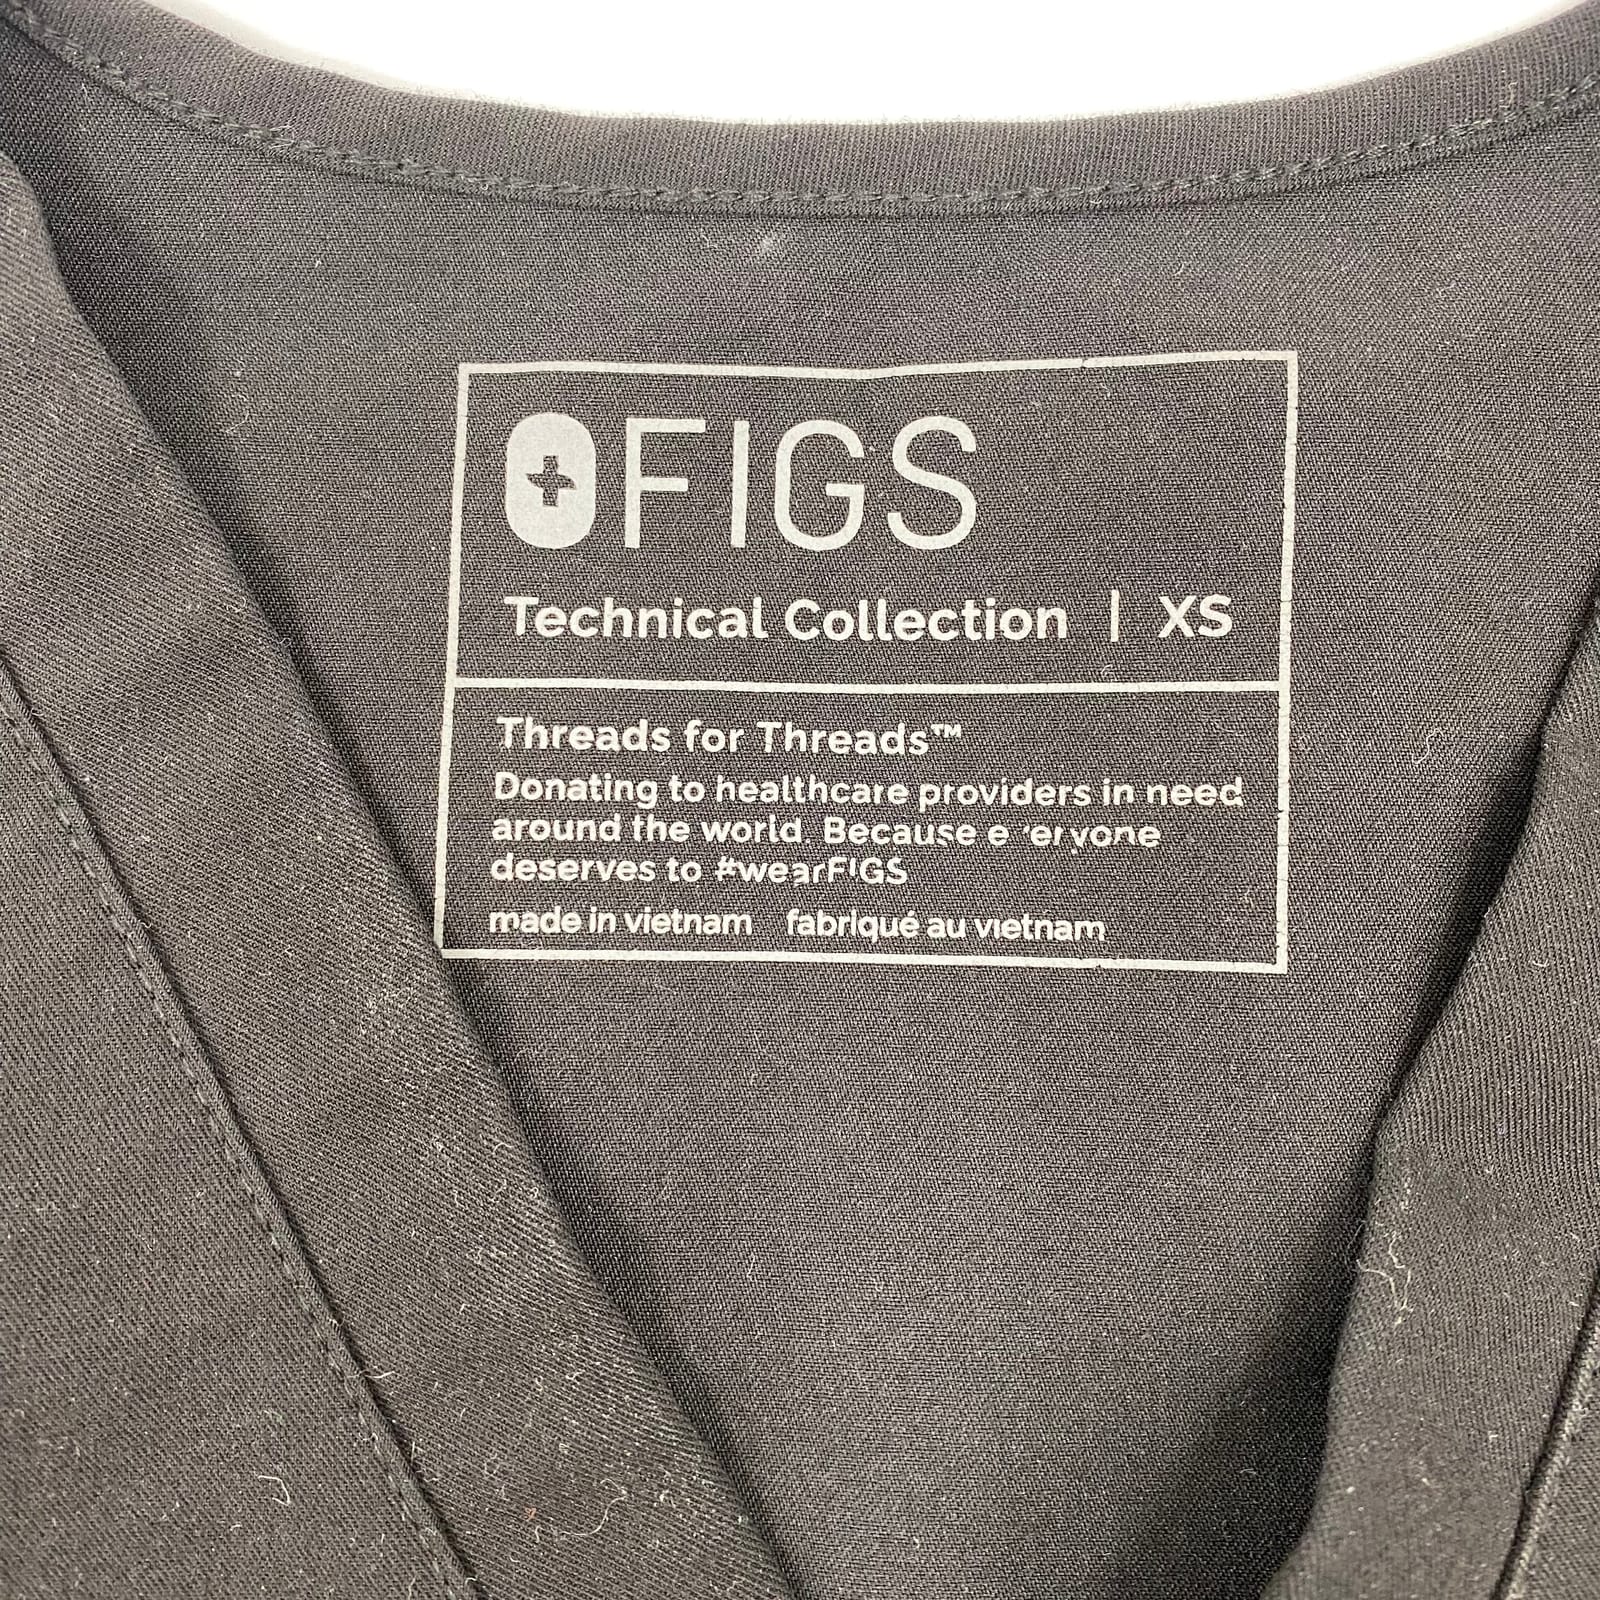 FIGS
Technical Collection | XS
Threads for Threads™
Donating to healthcare providers in need
around the world. Because everyone
deserves to #wearFIGS
made in vietnam fabriqué au vietnam